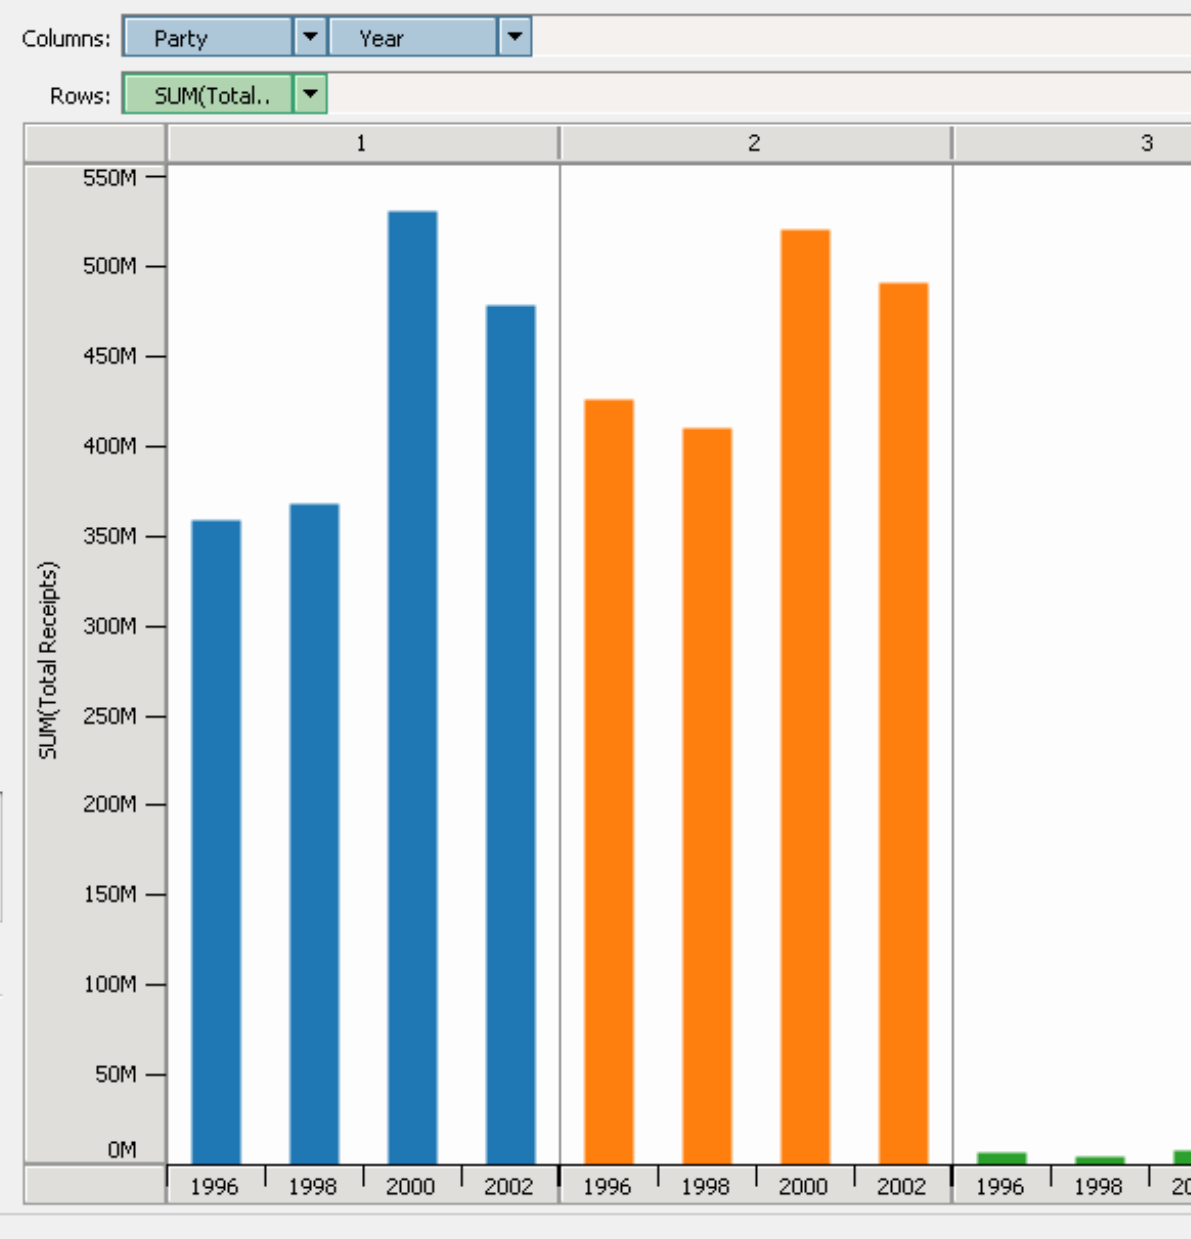 Columns: Party Year
Rows: SUM(Total..
1 2 3
550M
500M
450M
400M
350M
300M
250M
200M
150M
100M
50M
0M
SUM(Total Receipts)
1996 1998 2000 2002 1996 1998 2000 2002 1996 1998 20